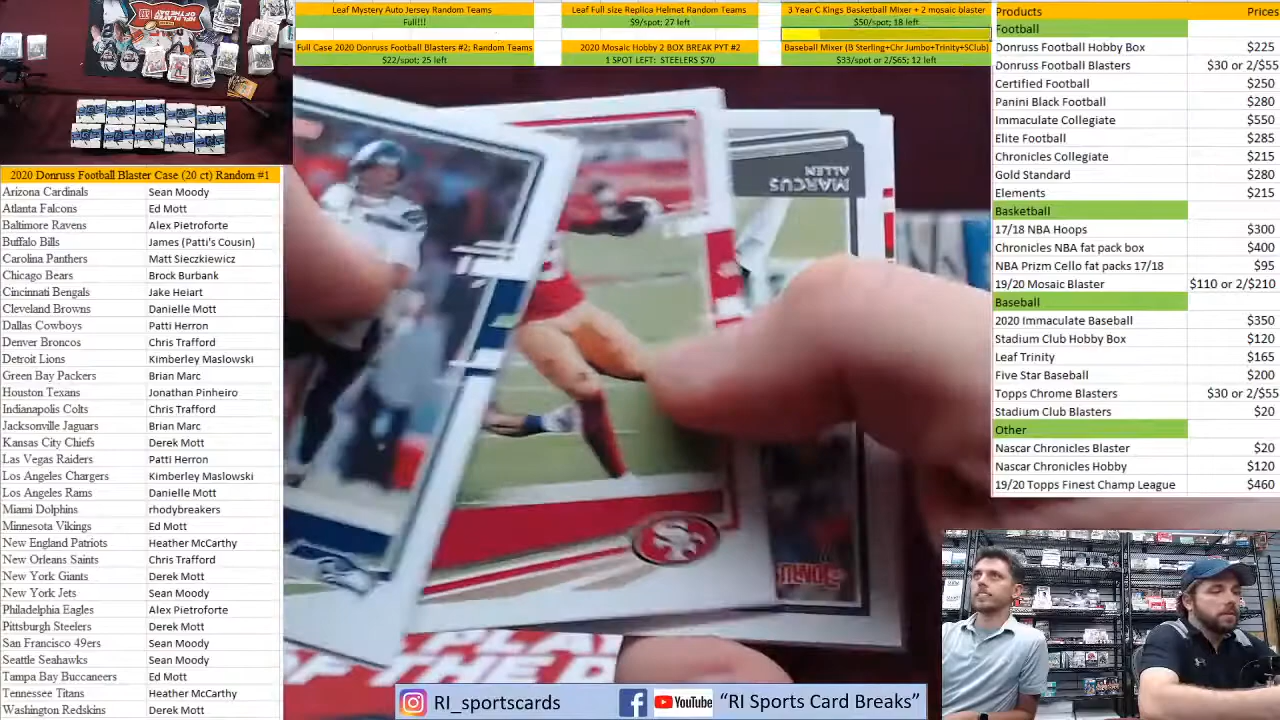 Leaf Mystery Auto Jersey Random Teams
Full!!!
Leaf Full size Replica Helmet Random Teams
$9/spot; 27 left
3 Year C Kings Basketball Mixer + 2 mosaic blaster
$50/spot; 18 left
Full Case 2020 Donruss Football Blasters #2; Random Teams
$22/spot; 25 left
2020 Mosaic Hobby 2 BOX BREAK PYT #2
1 SPOT LEFT: STEELERS $70
Baseball Mixer (B Sterling+Chr Jumbo+Trinity+SClub)
$33/spot or 2/$65; 12 left
Products Prices
Football
Donruss Football Hobby Box $225
Donruss Football Blasters $30 or 2/$55
Certified Football $250
Panini Black Football $280
Immaculate Collegiate $550
Elite Football $285
Chronicles Collegiate $215
Gold Standard $280
Elements $215
Basketball
17/18 NBA Hoops $300
Chronicles NBA fat pack box $400
NBA Prizm Cello fat packs 17/18 $95
19/20 Mosaic Blaster $110 or 2/$210
Baseball
2020 Immaculate Baseball $350
Stadium Club Hobby Box $120
Leaf Trinity $165
Five Star Baseball $200
Topps Chrome Blasters $30 or 2/$55
Stadium Club Blasters $20
Other
Nascar Chronicles Blaster $20
Nascar Chronicles Hobby $120
19/20 Topps Finest Champ League $460
2020 Donruss Football Blaster Case (20 ct) Random #1
Arizona Cardinals Sean Moody
Atlanta Falcons Ed Mott
Baltimore Ravens Alex Pietroforte
Buffalo Bills James (Patti's Cousin)
Carolina Panthers Matt Sieczkiewicz
Chicago Bears Brock Burbank
Cincinnati Bengals Jake Heiart
Cleveland Browns Danielle Mott
Dallas Cowboys Patti Herron
Denver Broncos Chris Trafford
Detroit Lions Kimberley Maslowski
Green Bay Packers Brian Marc
Houston Texans Jonathan Pinheiro
Indianapolis Colts Chris Trafford
Jacksonville Jaguars Brian Marc
Kansas City Chiefs Derek Mott
Las Vegas Raiders Patti Herron
Los Angeles Chargers Kimberley Maslowski
Los Angeles Rams Danielle Mott
Miami Dolphins rhodybreakers
Minnesota Vikings Ed Mott
New England Patriots Heather McCarthy
New Orleans Saints Chris Trafford
New York Giants Derek Mott
New York Jets Sean Moody
Philadelphia Eagles Alex Pietroforte
Pittsburgh Steelers Derek Mott
San Francisco 49ers Sean Moody
Seattle Seahawks Sean Moody
Tampa Bay Buccaneers Ed Mott
Tennessee Titans Heather McCarthy
Washington Redskins Derek Mott
MARCUS
ALLEN
RI_sportscards
YouTube
"RI Sports Card Breaks"